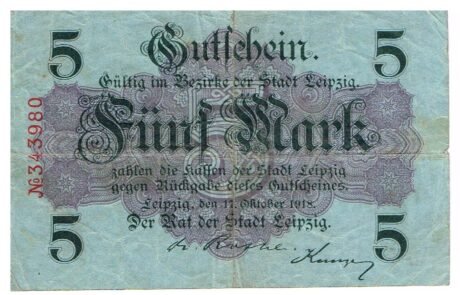 5 Gutschein. 5
Gültig im Bezirke der Stadt Leipzig.
Fünf Mark
№343980
zahlen die Kassen der Stadt Leipzig
gegen Rückgabe dieses Gutscheines.
Leipzig, den 17. Oktober 1918.
5 Der Rat der Stadt Leipzig. 5